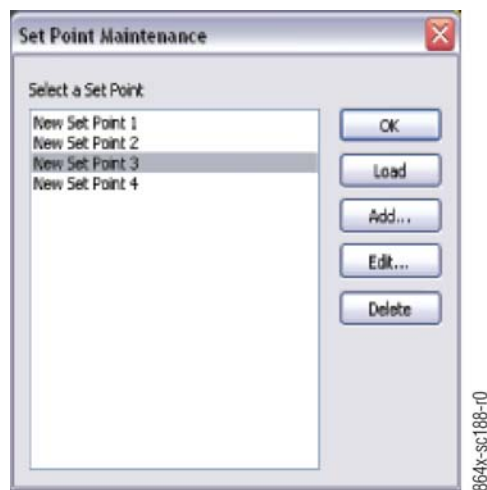 Set Point Maintenance
Select a Set Point
New Set Point 1
New Set Point 2
New Set Point 3
New Set Point 4
OK
Load
Add...
Edit...
Delete
864x-sc188-r0